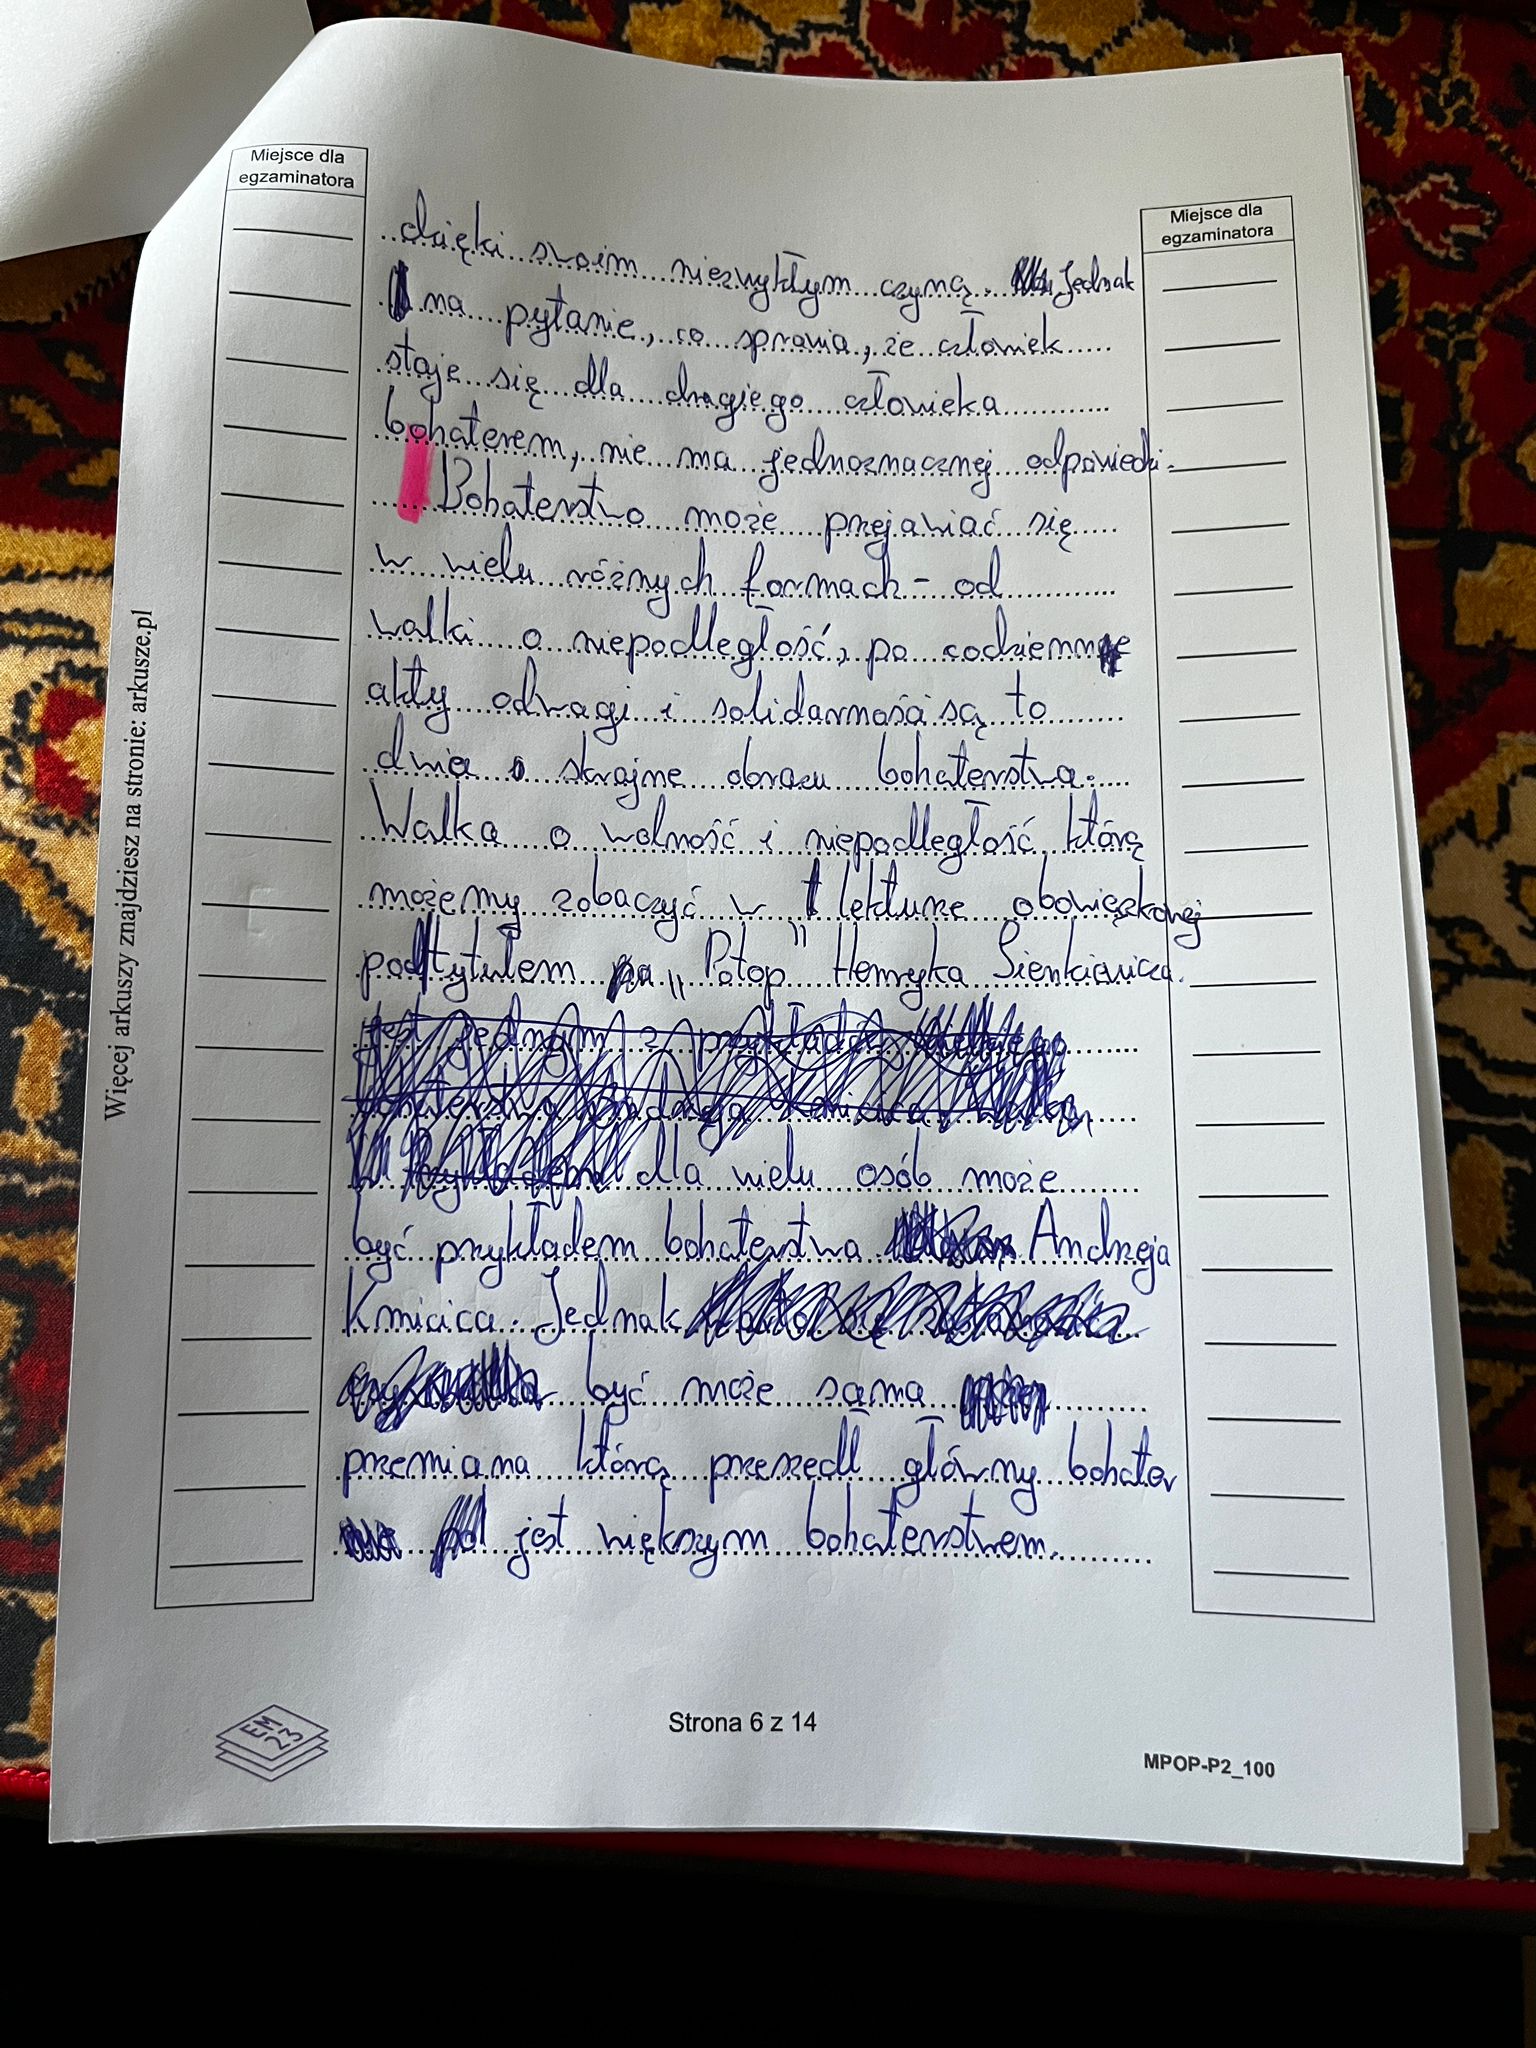 Miejsce dla
egzaminatora
Miejsce dla
egzaminatora
dzięki swoim niezwykłym czyną. Jednak
na pytanie, co sprawia, że człowiek
staje się dla drugiego człowieka
bohaterem, nie ma jednoznacznej odpowiedzi.
Bohaterstwo może przejawiać się
w wielu różnych formach - od
walki o niepodległość, po codzienne
akty odwagi i solidarności są to
dwa skrajne obrazu bohaterstwa.
Walka o wolność i niepodległość którą
możemy zobaczyć w lekturze obowięzkowej
pod tytułem „Potop" Henryka Sienkiewicza.
dla wielu osób może
być przykładem bohaterstwa Andrzeja
Kmicica. Jednak
być może sama
przemiana którą przeszedł główny bohater
jest większym bohaterstwem.
Więcej arkuszy znajdziesz na stronie: arkusze.pl
EM
23
Strona 6 z 14
MPOP-P2_100